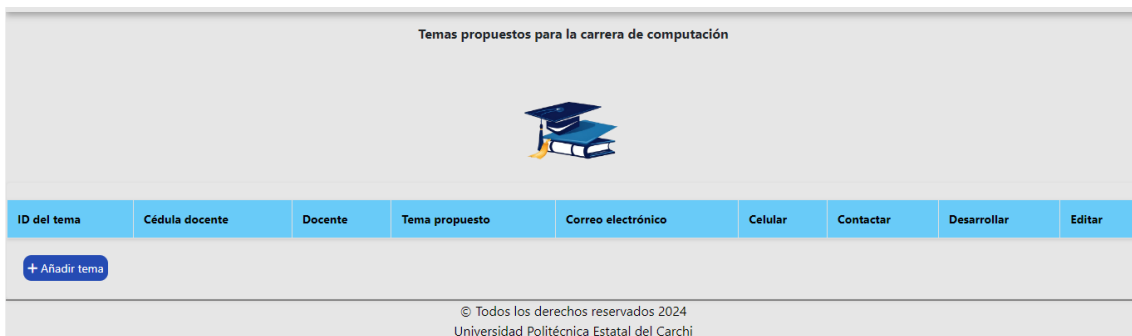 Temas propuestos para la carrera de computación
ID del tema Cédula docente Docente Tema propuesto Correo electrónico Celular Contactar Desarrollar Editar
+ Añadir tema
© Todos los derechos reservados 2024
Universidad Politécnica Estatal del Carchi